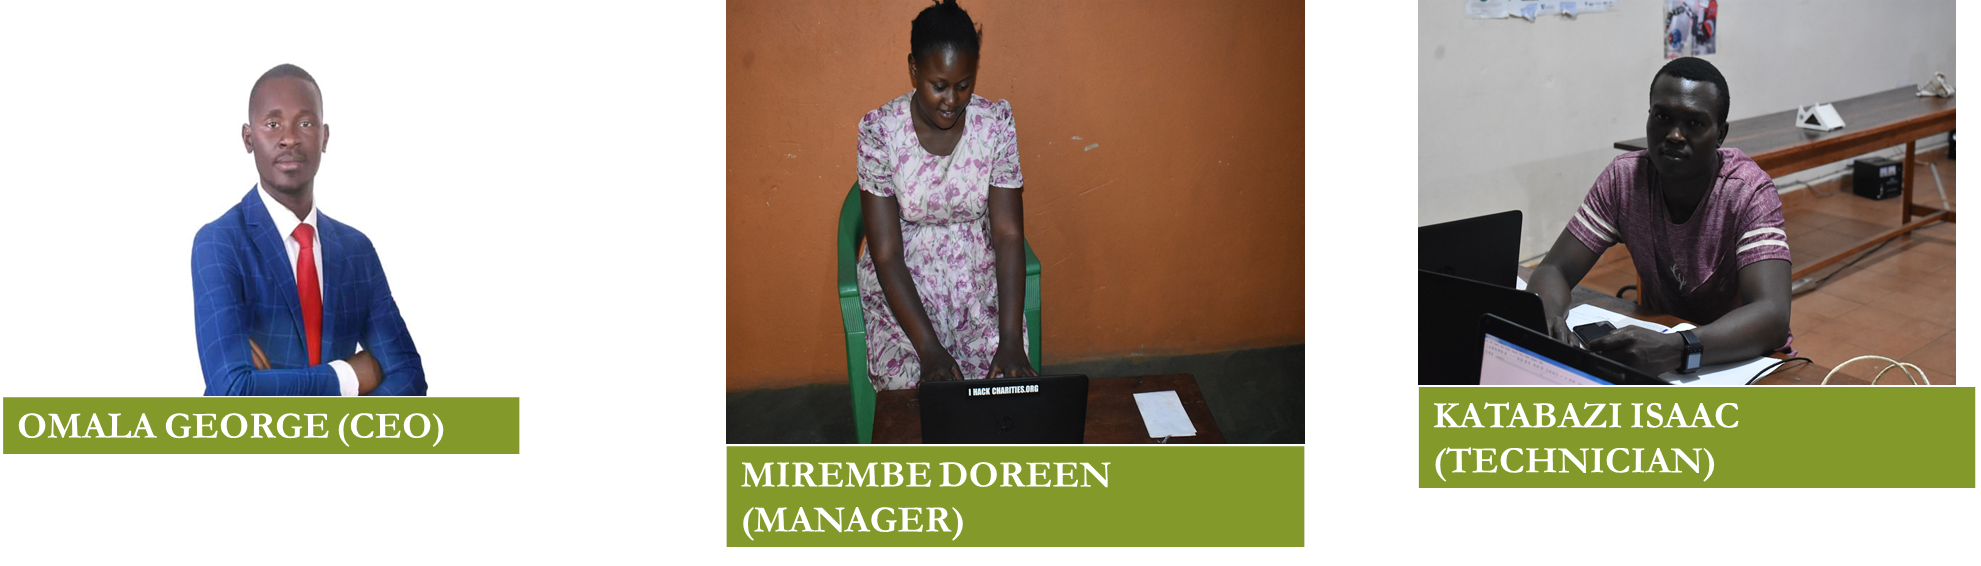 OMALA GEORGE (CEO)
I HACK CHARITIES.ORG
MIREMBE DOREEN
(MANAGER)
KATABAZI ISAAC
(TECHNICIAN)